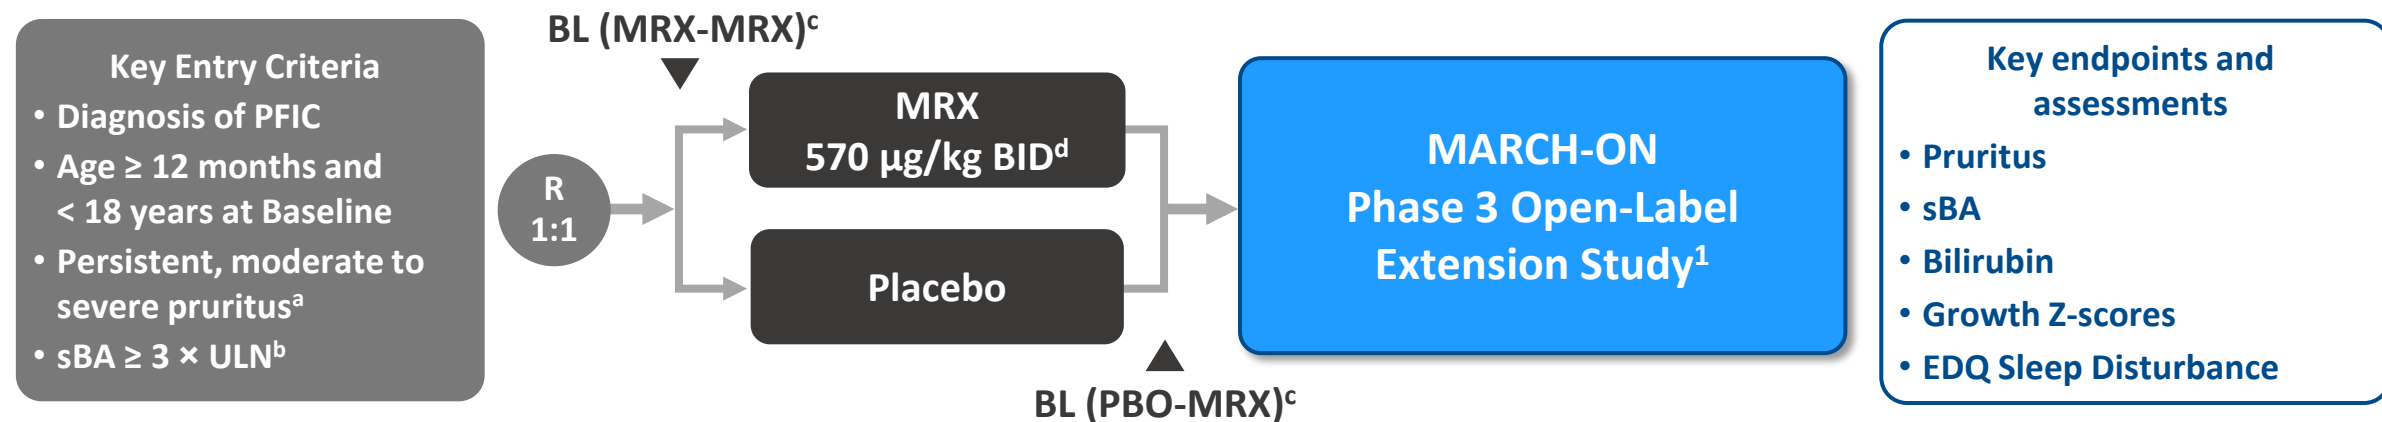 Key Entry Criteria
• Diagnosis of PFIC
• Age ≥ 12 months and
< 18 years at Baseline
• Persistent, moderate to
severe pruritusᵃ
• sBA ≥ 3 × ULNᵇ
BL (MRX-MRX)ᶜ
R
1:1
MRX
570 µg/kg BIDᵈ
Placebo
BL (PBO-MRX)ᶜ
MARCH-ON
Phase 3 Open-Label
Extension Study¹
Key endpoints and
assessments
• Pruritus
• sBA
• Bilirubin
• Growth Z-scores
• EDQ Sleep Disturbance